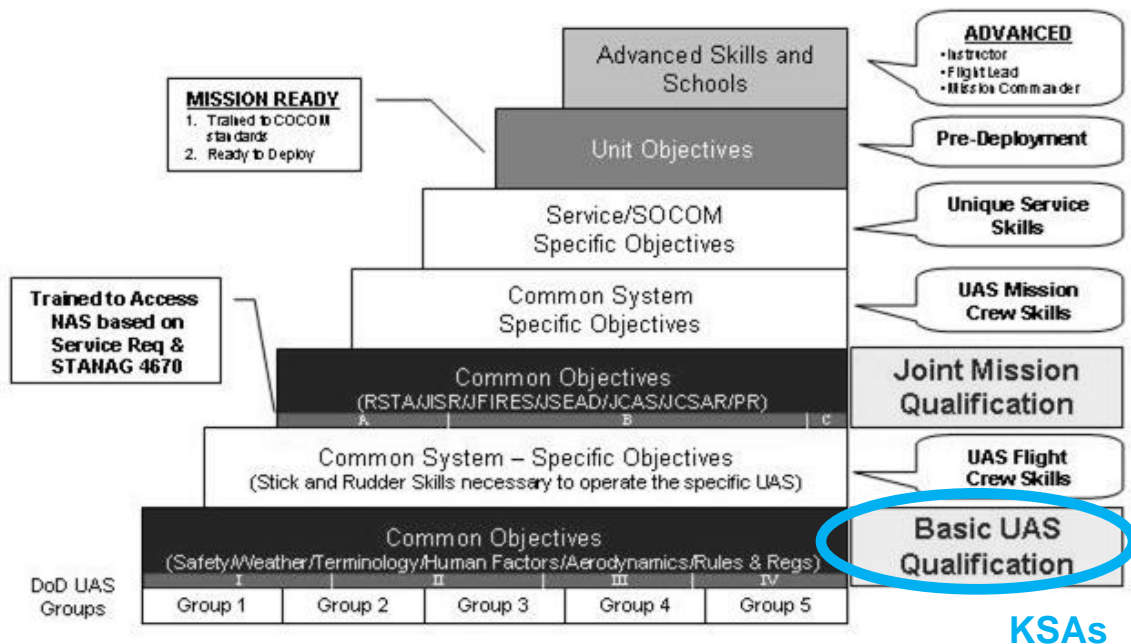 Advanced Skills and
Schools
ADVANCED
•Instructor
•Flight Lead
•Mission Commander
MISSION READY
1. Trained to COCOM
standards
2. Ready to Deploy
Unit Objectives
Pre-Deployment
Service/SOCOM
Specific Objectives
Unique Service
Skills
Trained to Access
NAS based on
Service Req &
STANAG 4670
Common System
Specific Objectives
UAS Mission
Crew Skills
Common Objectives
(RSTA/JISR/JFIRES/JSEAD/JCAS/JCSAR/PR)
A B C
Joint Mission
Qualification
Common System – Specific Objectives
(Stick and Rudder Skills necessary to operate the specific UAS)
UAS Flight
Crew Skills
Common Objectives
(Safety/Weather/Terminology/Human Factors/Aerodynamics/Rules & Regs)
I II III IV
Basic UAS
Qualification
DoD UAS
Groups
Group 1 Group 2 Group 3 Group 4 Group 5
KSAs